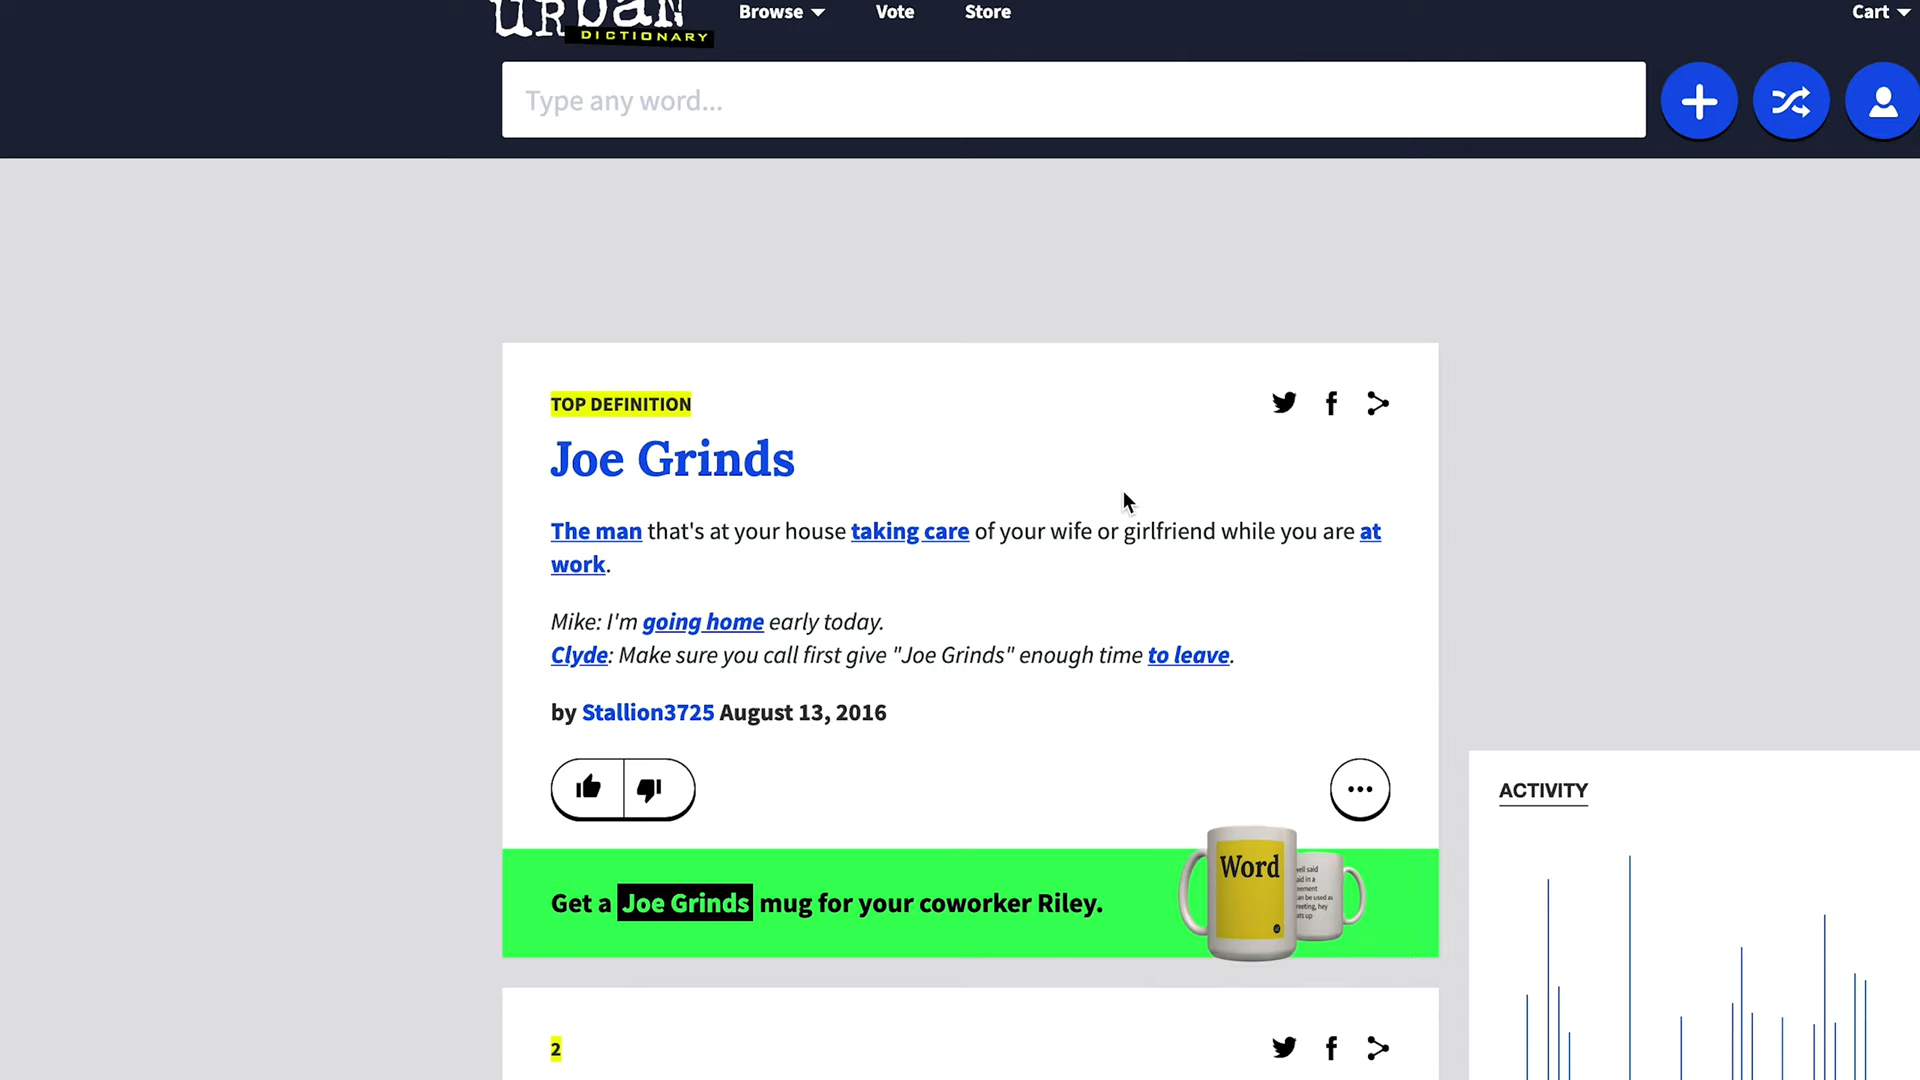 URBAN
DICTIONARY
Browse
Vote
Store
Cart
Type any word...
TOP DEFINITION
Joe Grinds
The man that's at your house taking care of your wife or girlfriend while you are at
work.
Mike: I'm going home early today.
Clyde: Make sure you call first give "Joe Grinds" enough time to leave.
by Stallion3725 August 13, 2016
Get a Joe Grinds mug for your coworker Riley.
Word
ACTIVITY
2